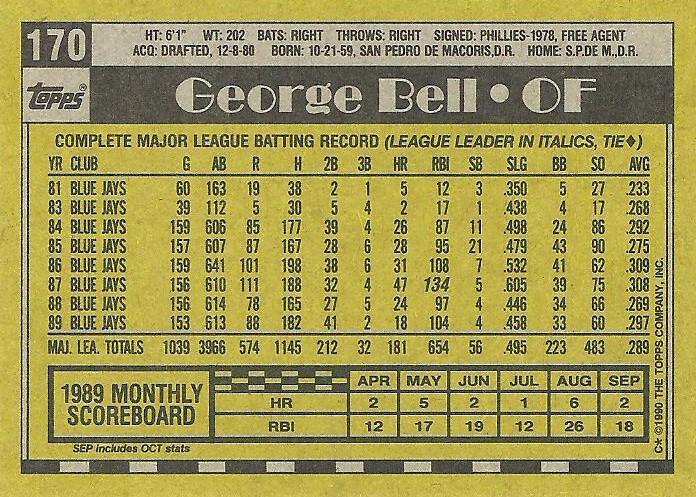 170
HT: 6'1" WT: 202 BATS: RIGHT THROWS: RIGHT SIGNED: PHILLIES-1978, FREE AGENT
ACQ: DRAFTED, 12-8-80 BORN: 10-21-59, SAN PEDRO DE MACORIS,D.R. HOME: S.P.DE M.,D.R.
TOPPS®
George Bell • OF
COMPLETE MAJOR LEAGUE BATTING RECORD (LEAGUE LEADER IN ITALICS, TIE♦)
YR CLUB G AB R H 2B 3B HR RBI SB SLG BB SO AVG
81 BLUE JAYS 60 163 19 38 2 1 5 12 3 .350 5 27 .233
83 BLUE JAYS 39 112 5 30 5 4 2 17 1 .438 4 17 .268
84 BLUE JAYS 159 606 85 177 39 4 26 87 11 .498 24 86 .292
85 BLUE JAYS 157 607 87 167 28 6 28 95 21 .479 43 90 .275
86 BLUE JAYS 159 641 101 198 38 6 31 108 7 .532 41 62 .309
87 BLUE JAYS 156 610 111 188 32 4 47 134 5 .605 39 75 .308
88 BLUE JAYS 156 614 78 165 27 5 24 97 4 .446 34 66 .269
89 BLUE JAYS 153 613 88 182 41 2 18 104 4 .458 33 60 .297
MAJ. LEA. TOTALS 1039 3966 574 1145 212 32 181 654 56 .495 223 483 .289
1989 MONTHLY SCOREBOARD
APR MAY JUN JUL AUG SEP
HR 2 5 2 1 6 2
RBI 12 17 19 12 26 18
SEP includes OCT stats
C* ©1990 THE TOPPS COMPANY, INC.